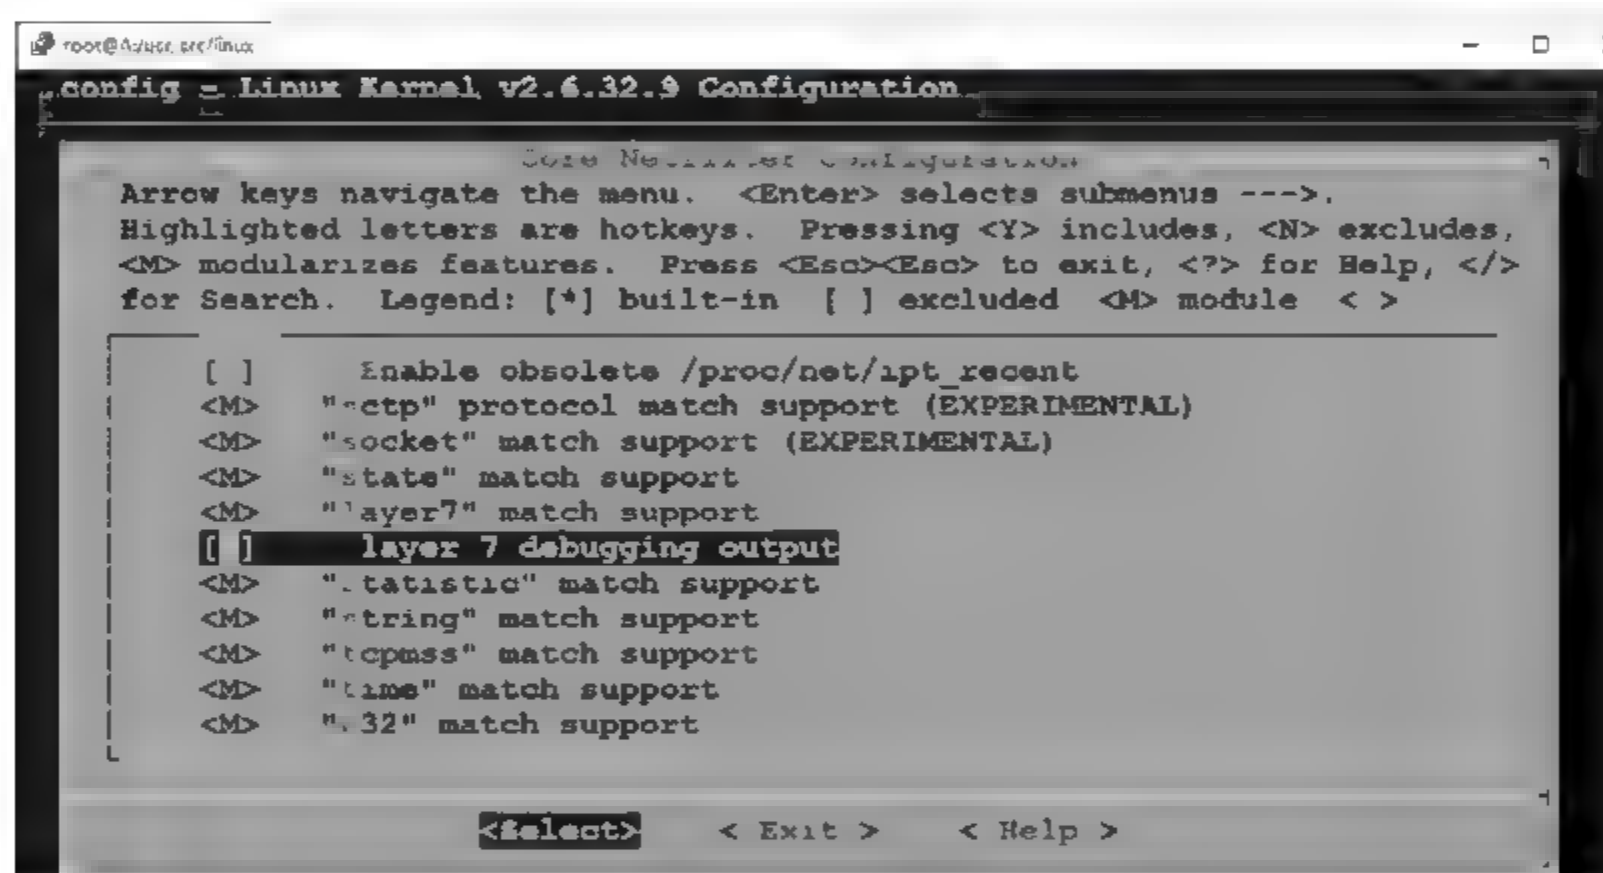 config - Linux Kernel v2.6.32.9 Configuration
Core Netfilter Configuration
Arrow keys navigate the menu. <Enter> selects submenus --->.
Highlighted letters are hotkeys. Pressing <Y> includes, <N> excludes,
<M> modularizes features. Press <Esc><Esc> to exit, <?> for Help, </>
for Search. Legend: [*] built-in [ ] excluded <M> module < >
[ ] Enable obsolete /proc/net/ipt_recent
<M> "sctp" protocol match support (EXPERIMENTAL)
<M> "socket" match support (EXPERIMENTAL)
<M> "state" match support
<M> "layer7" match support
[ ] layer 7 debugging output
<M> "statistic" match support
<M> "string" match support
<M> "tcpmss" match support
<M> "time" match support
<M> "u32" match support
<Select> < Exit > < Help >